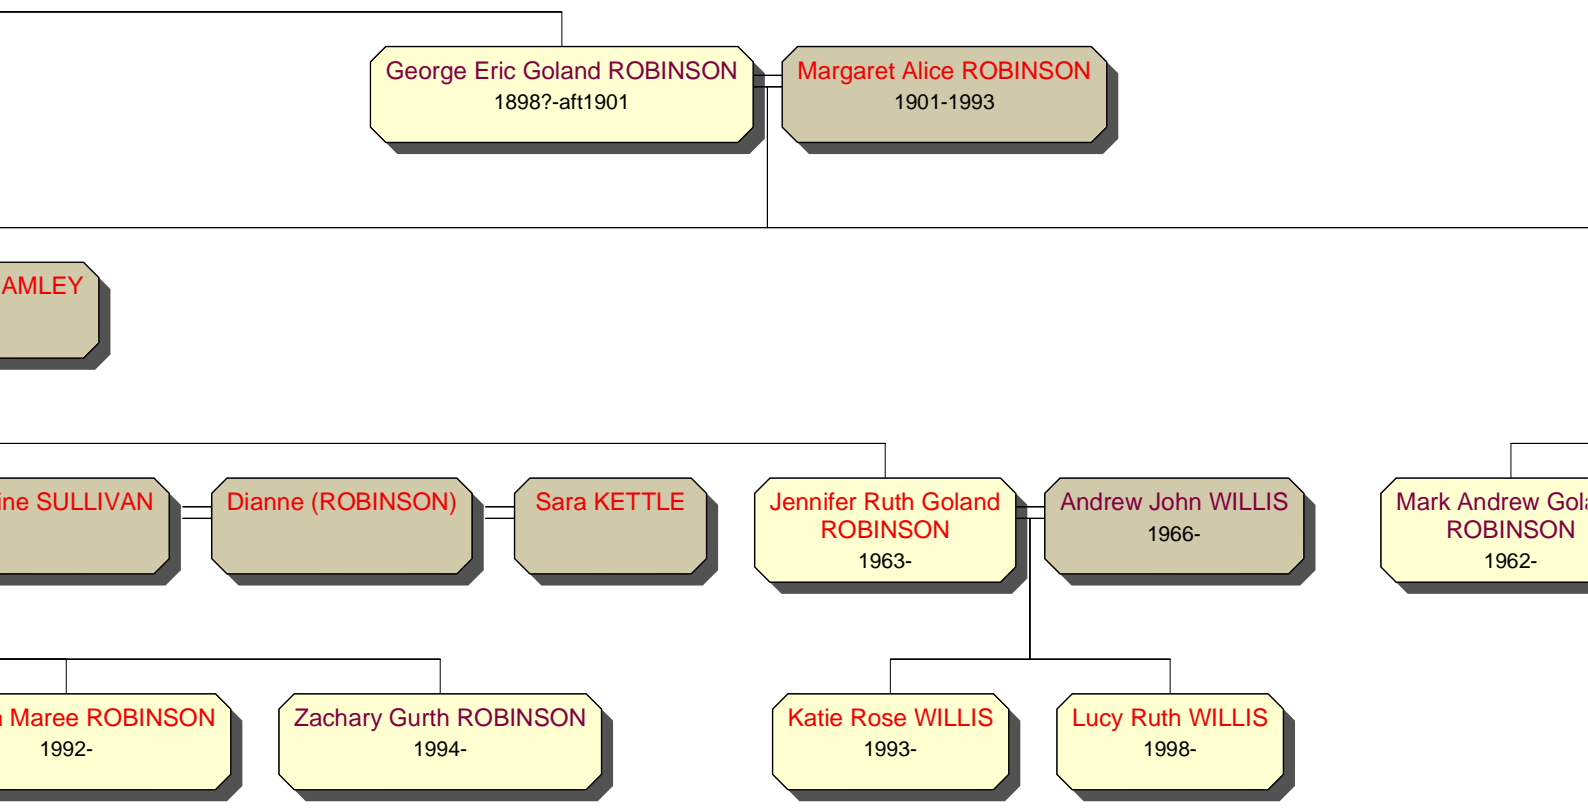 George Eric Goland ROBINSON
1898?-aft1901
Margaret Alice ROBINSON
1901-1993
AMLEY
ine SULLIVAN
Dianne (ROBINSON)
Sara KETTLE
Jennifer Ruth Goland
ROBINSON
1963-
Andrew John WILLIS
1966-
Mark Andrew Gola
ROBINSON
1962-
Maree ROBINSON
1992-
Zachary Gurth ROBINSON
1994-
Katie Rose WILLIS
1993-
Lucy Ruth WILLIS
1998-